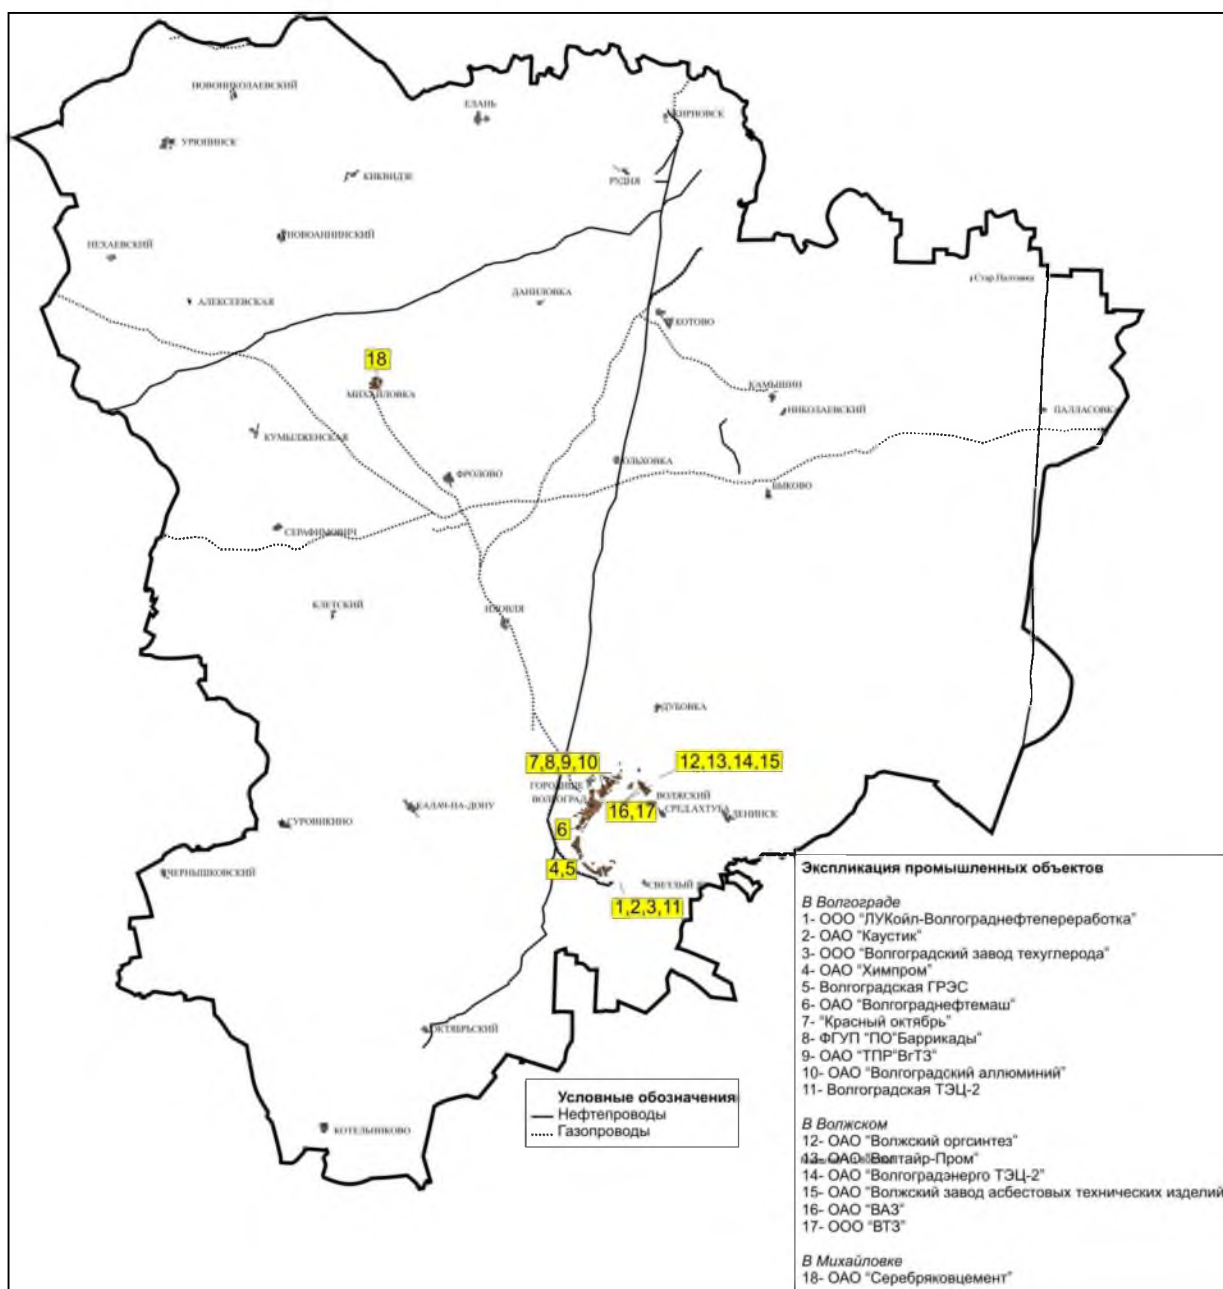 НОВОНИКОЛАЕВСКИЙ
ЕЛАНЬ
ЖИРНОВСК
УРЮПИНСК
КИКВИДЗЕ
РУДНЯ
НЕХАЕВСКИЙ
НОВОАННИНСКИЙ
Стар.Полтавка
АЛЕКСЕЕВСКАЯ
ДАНИЛОВКА
КОТОВО
18
МИХАЙЛОВКА
КАМЫШИН
НИКОЛАЕВСКИЙ
ПАЛЛАСОВКА
КУМЫЛЖЕНСКАЯ
ФРОЛОВО
ОЛЬХОВКА
БЫКОВО
СЕРАФИМОВИЧ
КЛЕТСКИЙ
ИЛОВЛЯ
ДУБОВКА
7,8,9,10
12,13,14,15
ГОРОДИЩЕ
ВОЛГОГРАД
ВОЛЖСКИЙ
16,17
СРЕД.АХТУБА
ЛЕНИНСК
КАЛАЧ-НА-ДОНУ
СУРОВИКИНО
6
ЧЕРНЫШКОВСКИЙ
4,5
СВЕТЛЫЙ
1,2,3,11
ОКТЯБРЬСКИЙ
КОТЕЛЬНИКОВО
Условные обозначения
Нефтепроводы
Газопроводы
Экспликация промышленных объектов
В Волгограде
1- ООО "ЛУКойл-Волгограднефтепереработка"
2- ОАО "Каустик"
3- ООО "Волгоградский завод техуглерода"
4- ОАО "Химпром"
5- Волгоградская ГРЭС
6- ОАО "Волгограднефтемаш"
7- "Красный октябрь"
8- ФГУП "ПО"Баррикады"
9- ОАО "ТПР"ВгТЗ"
10- ОАО "Волгоградский аллюминий"
11- Волгоградская ТЭЦ-2
В Волжском
12- ОАО "Волжский оргсинтез"
13- ОАО "Волтайр-Пром"
14- ОАО "Волгоградэнерго ТЭЦ-2"
15- ОАО "Волжский завод асбестовых технических изделий
16- ОАО "ВАЗ"
17- ООО "ВТЗ"
В Михайловке
18- ОАО "Серебряковцемент"